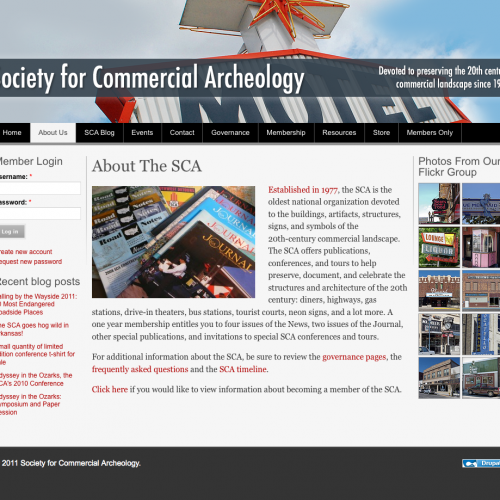 Society for Commercial Archeology
Devoted to preserving the 20th
commercial landscape since
MOTEL
Home
About Us
SCA Blog
Events
Contact
Governance
Membership
Resources
Store
Members Only
Member Login
Username: *
Password: *
Log in
Create new account
Request new password
Recent blog posts
Falling by the Wayside 2011:
Most Endangered
Roadside Places
The SCA goes hog wild in
Arkansas!
Small quantity of limited
edition conference t-shirt for
sale
Odyssey in the Ozarks, the
SCA's 2010 Conference
Odyssey in the Ozarks:
Symposium and Paper
Session
About The SCA
Journal
Established in 1977, the SCA is the
oldest national organization devoted
to the buildings, artifacts, structures,
signs, and symbols of the
20th-century commercial landscape.
The SCA offers publications,
conferences, and tours to help
preserve, document, and celebrate the
structures and architecture of the 20th
century: diners, highways, gas
stations, drive-in theaters, bus stations, tourist courts, neon signs, and a lot more. A
one year membership entitles you to four issues of the News, two issues of the Journal,
other special publications, and invitations to special SCA conferences and tours.
For additional information about the SCA, be sure to review the governance pages, the
frequently asked questions and the SCA timeline.
Click here if you would like to view information about becoming a member of the SCA.
Photos From Our
Flickr Group
LIQUOR
2011 Society for Commercial Archeology.